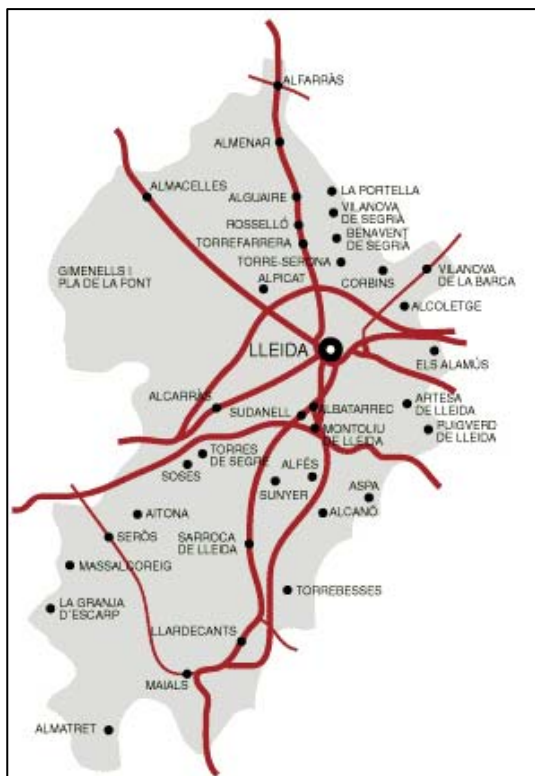 ALFARRÀS
ALMENAR
ALMACELLES
ALGUAIRE
LA PORTELLA
VILANOVA
DE SEGRIÀ
ROSSELLÓ
BENAVENT
DE SEGRIÀ
TORREFARRERA
TORRE-SERONA
GIMENELLS I
PLA DE LA FONT
ALPICAT
CORBINS
VILANOVA
DE LA BARCA
ALCOLETGE
LLEIDA
ELS ALAMÚS
ALCARRÀS
SUDANELL
ALBATARREC
ARTESA
DE LLEIDA
MONTOLIU
DE LLEIDA
PUIGVERD
DE LLEIDA
TORRES
DE SEGRE
SOSES
ALFÉS
SUNYER
ASPA
AITONA
ALCANÓ
SERÒS
SARROCA
DE LLEIDA
MASSALCOREIG
TORREBESSES
LA GRANJA
D'ESCARP
LLARDECANTS
MAIALS
ALMATRET